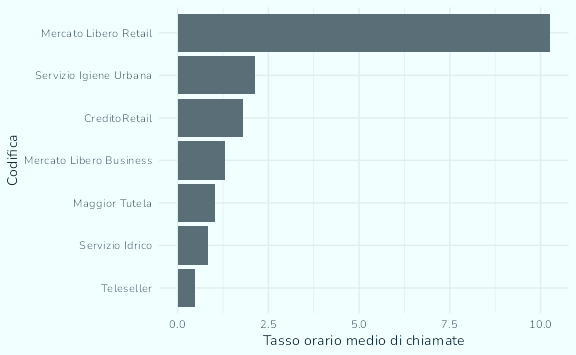 Mercato Libero Retail
Servizio Igiene Urbana
CreditoRetail
Mercato Libero Business
Maggior Tutela
Servizio Idrico
Teleseller
Codifica
0.0 2.5 5.0 7.5 10.0
Tasso orario medio di chiamate